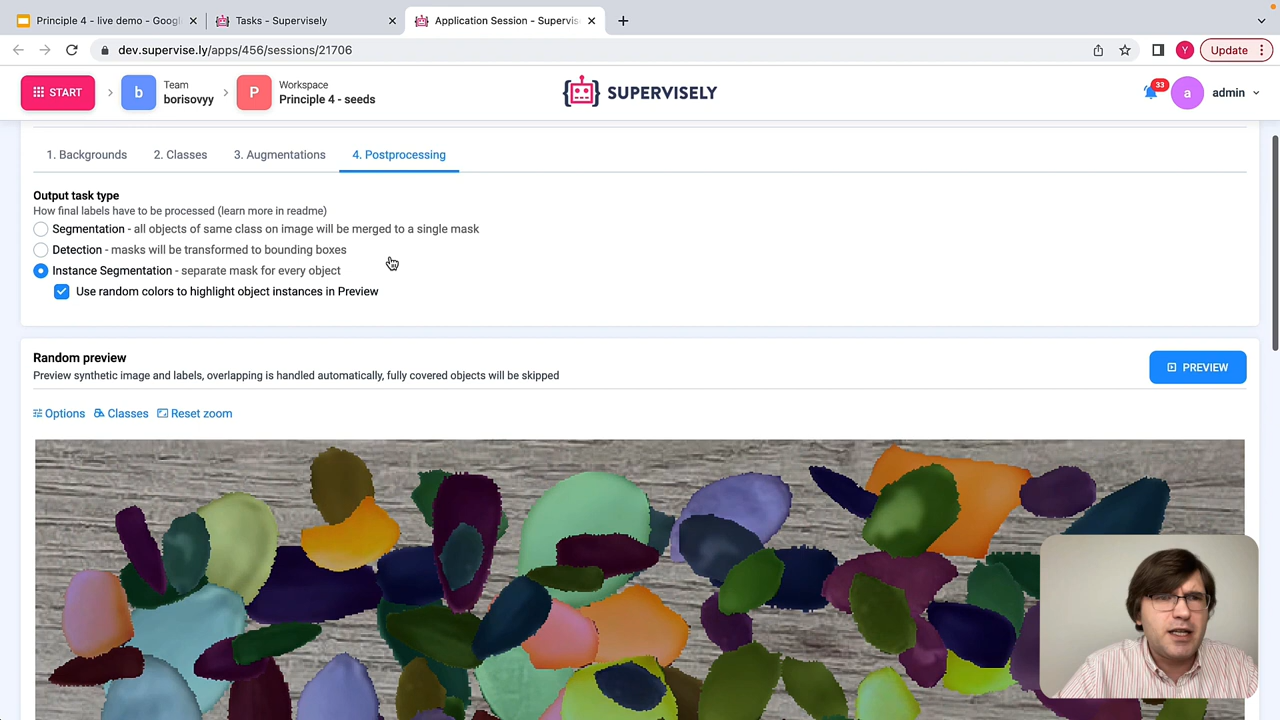 Principle 4 - live demo - Googl
Tasks - Supervisely
Application Session - Supervis
dev.supervise.ly/apps/456/sessions/21706
Y
Update
START
b
Team
borisovyy
P
Workspace
Principle 4 - seeds
SUPERVISELY
33
a
admin
1. Backgrounds
2. Classes
3. Augmentations
4. Postprocessing
Output task type
How final labels have to be processed (learn more in readme)
Segmentation - all objects of same class on image will be merged to a single mask
Detection - masks will be transformed to bounding boxes
Instance Segmentation - separate mask for every object
Use random colors to highlight object instances in Preview
Random preview
Preview synthetic image and labels, overlapping is handled automatically, fully covered objects will be skipped
PREVIEW
Options
Classes
Reset zoom